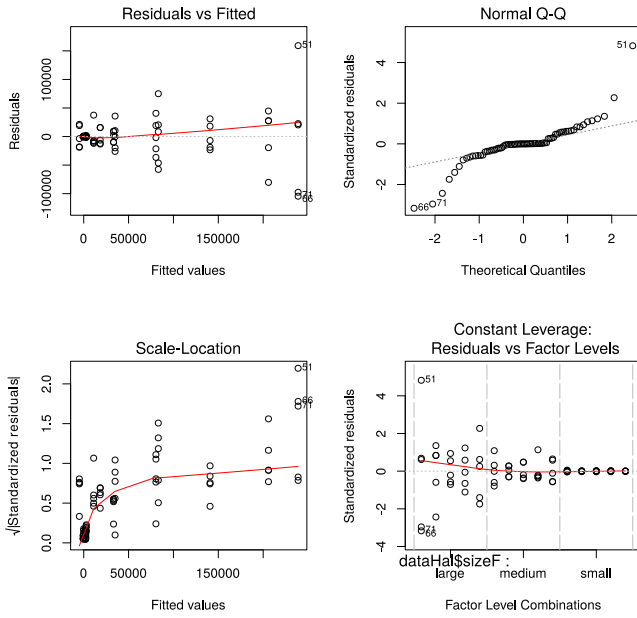 Residuals vs Fitted
Residuals
-100000
0
100000
51
71
66
0
50000
150000
Fitted values
Normal Q-Q
Standardized residuals
-2
0
2
4
51
71
66
-2
-1
0
1
2
Theoretical Quantiles
Scale-Location
√|Standardized residuals|
0.0
0.5
1.0
1.5
2.0
51
66
71
0
50000
150000
Fitted values
Constant Leverage:
Residuals vs Factor Levels
Standardized residuals
-4
-2
0
2
4
51
71
66
dataHal$sizeF :
large
medium
small
Factor Level Combinations